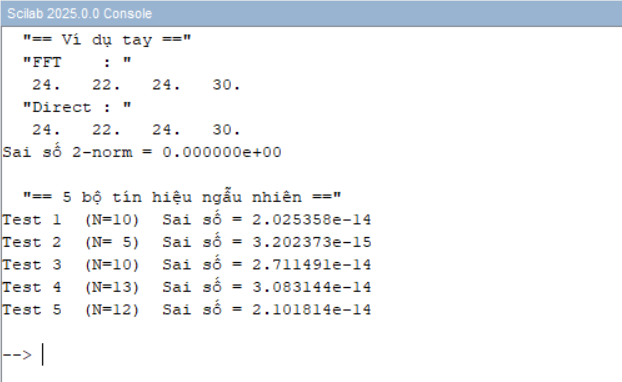 Scilab 2025.0.0 Console
"== Ví dụ tay =="
"FFT    : "
24.   22.   24.   30.
"Direct : "
24.   22.   24.   30.
Sai số 2-norm = 0.000000e+00
"== 5 bộ tín hiệu ngẫu nhiên =="
Test 1  (N=10)  Sai số = 2.025358e-14
Test 2  (N= 5)  Sai số = 3.202373e-15
Test 3  (N=10)  Sai số = 2.711491e-14
Test 4  (N=13)  Sai số = 3.083144e-14
Test 5  (N=12)  Sai số = 2.101814e-14
-->